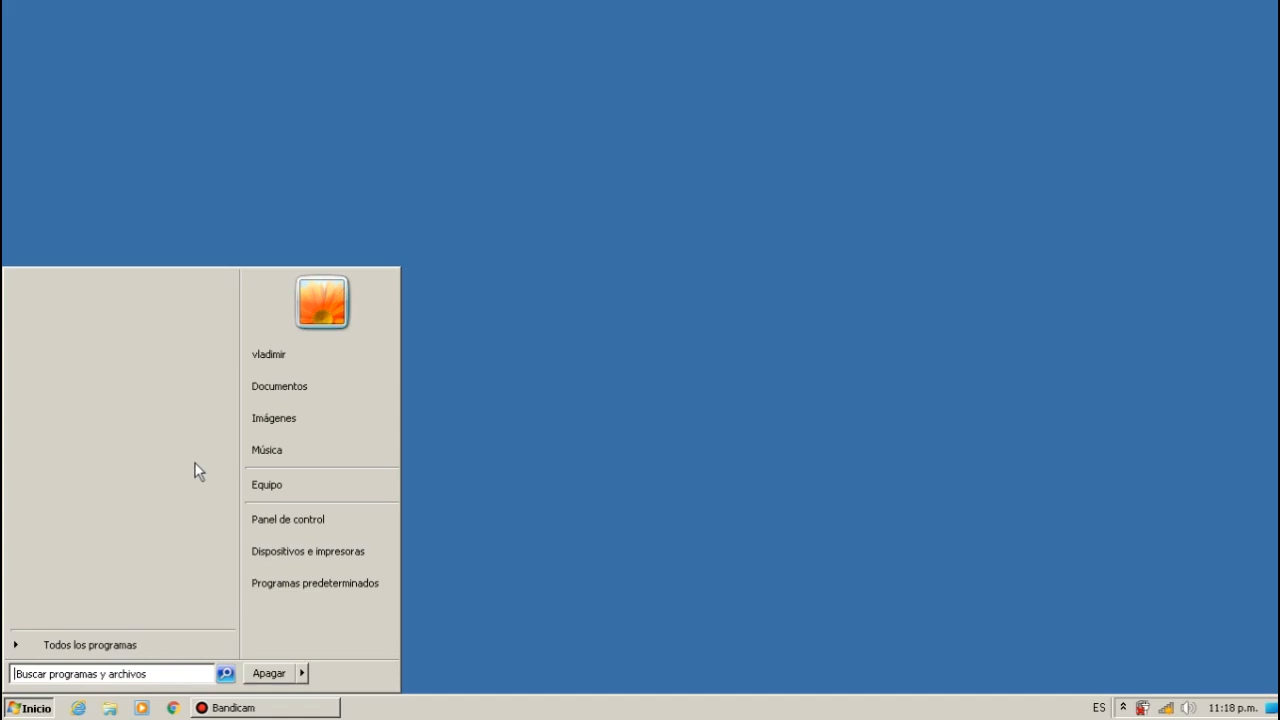 vladimir
Documentos
Imágenes
Música
Equipo
Panel de control
Dispositivos e impresoras
Programas predeterminados
Todos los programas
Buscar programas y archivos
Apagar
Inicio
Bandicam
ES
11:18 p.m.